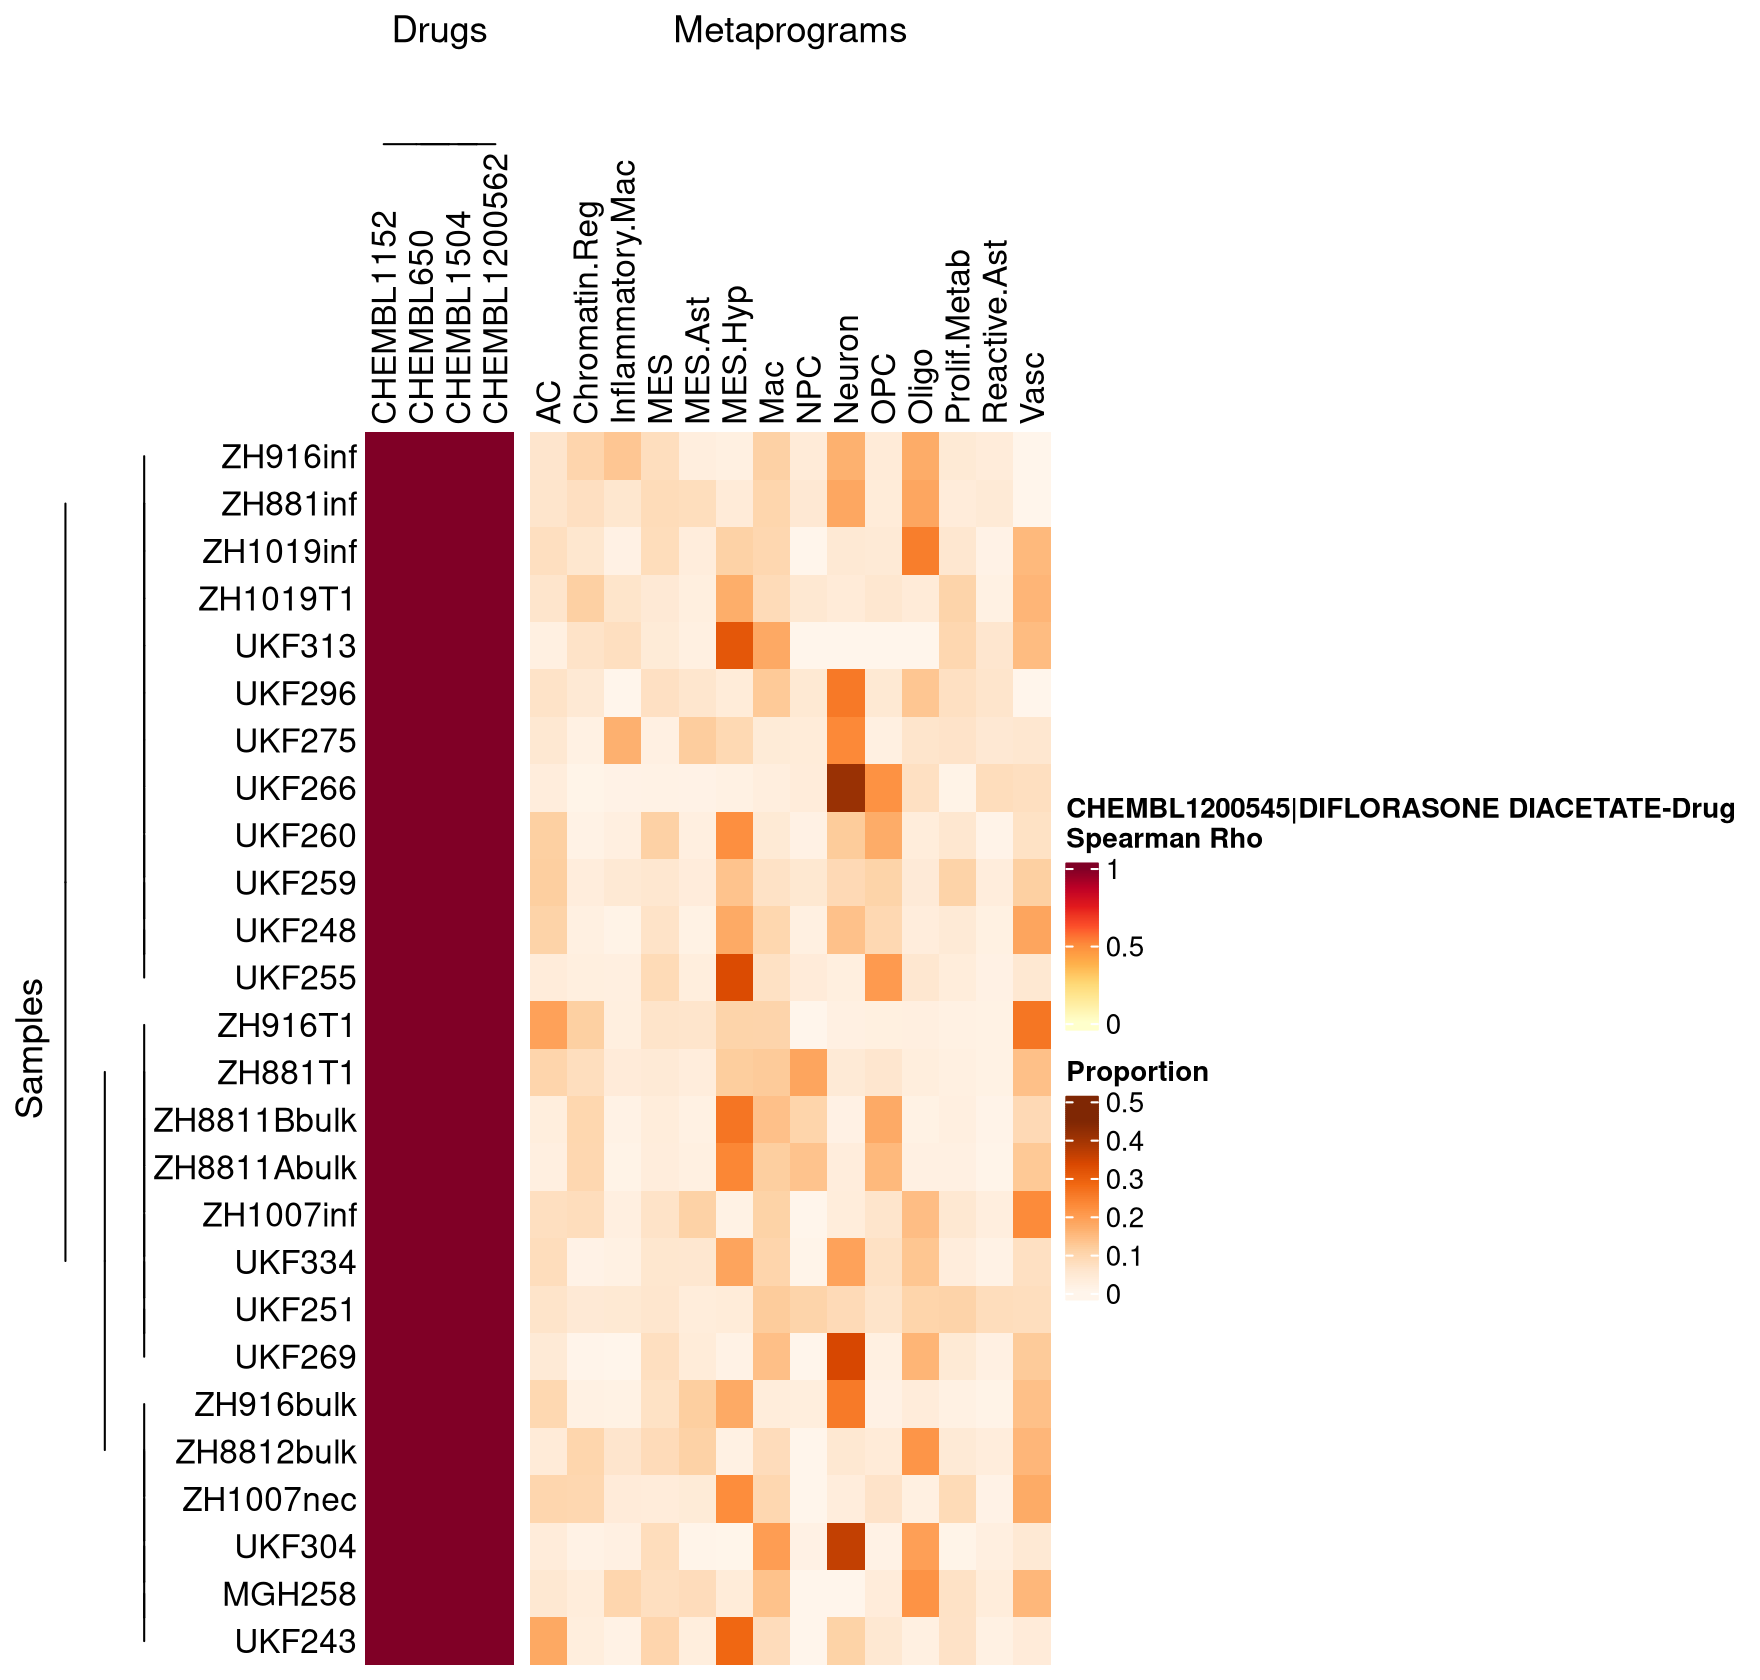 Drugs
Metaprograms
CHEMBL1152
CHEMBL650
CHEMBL1504
CHEMBL1200562
AC
Chromatin.Reg
Inflammatory.Mac
MES
MES.Ast
MES.Hyp
Mac
NPC
Neuron
OPC
Oligo
Prolif.Metab
Reactive.Ast
Vasc
Samples
ZH916inf
ZH881inf
ZH1019inf
ZH1019T1
UKF313
UKF296
UKF275
UKF266
UKF260
UKF259
UKF248
UKF255
ZH916T1
ZH881T1
ZH8811Bbulk
ZH8811Abulk
ZH1007inf
UKF334
UKF251
UKF269
ZH916bulk
ZH8812bulk
ZH1007nec
UKF304
MGH258
UKF243
CHEMBL1200545|DIFLORASONE DIACETATE-Drug
Spearman Rho
1
0.5
0
Proportion
0.5
0.4
0.3
0.2
0.1
0